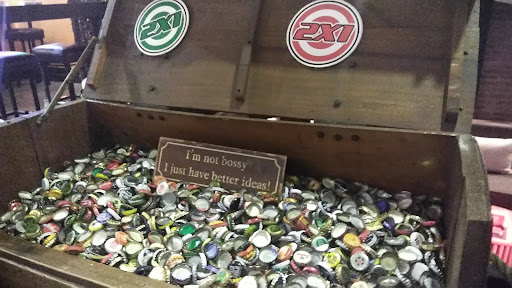 2X1
2X1
I'm not bossy
I just have better ideas!